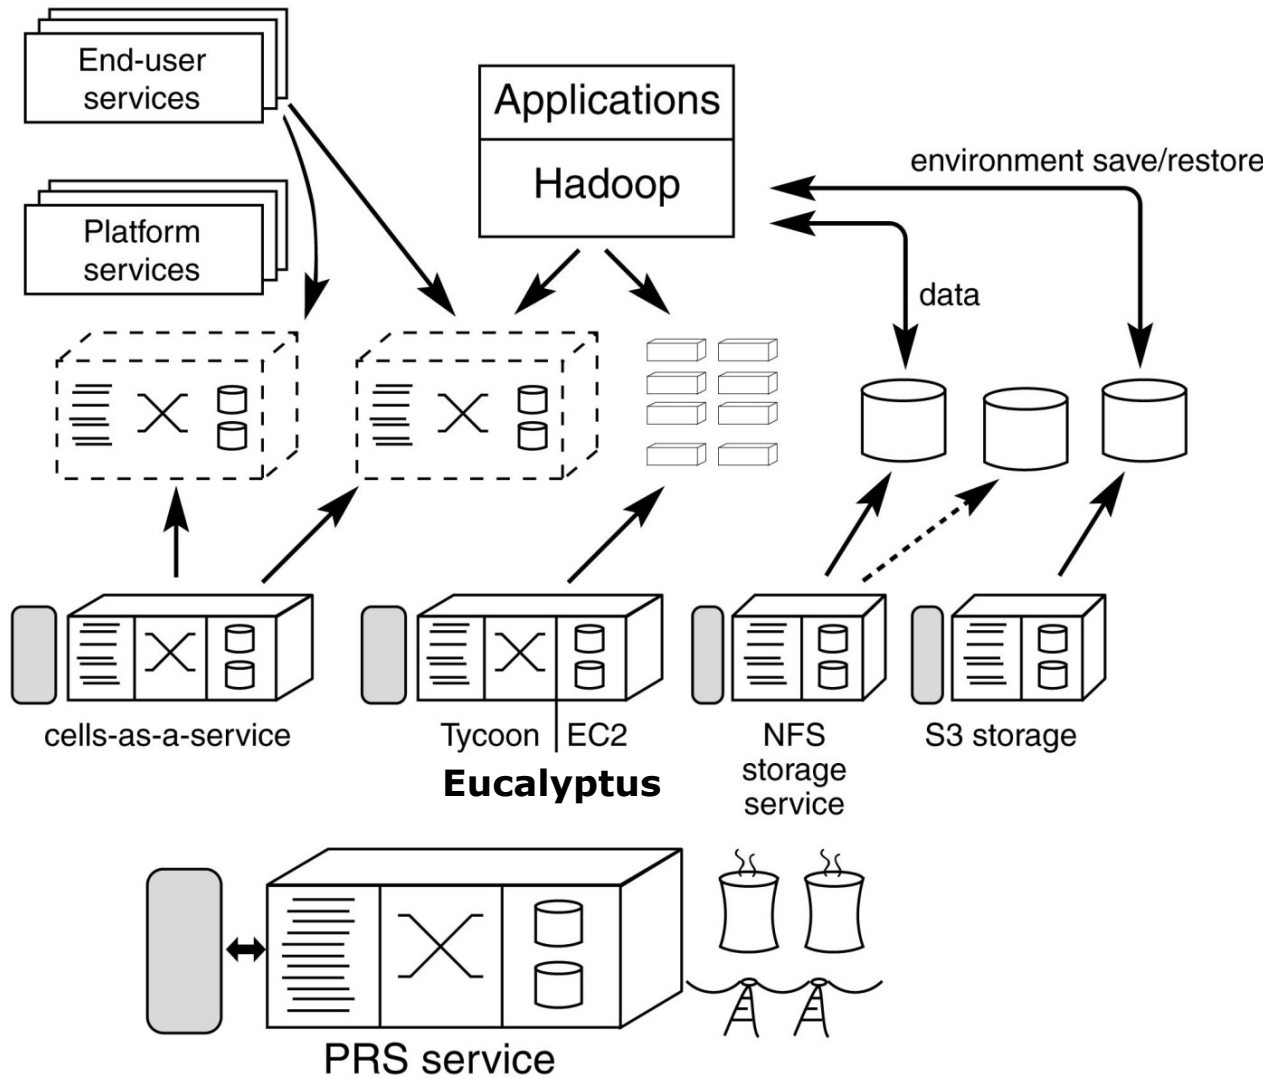 End-user
services
Platform
services
Applications
Hadoop
environment save/restore
data
cells-as-a-service
Tycoon
EC2
Eucalyptus
NFS
storage
service
S3 storage
PRS service